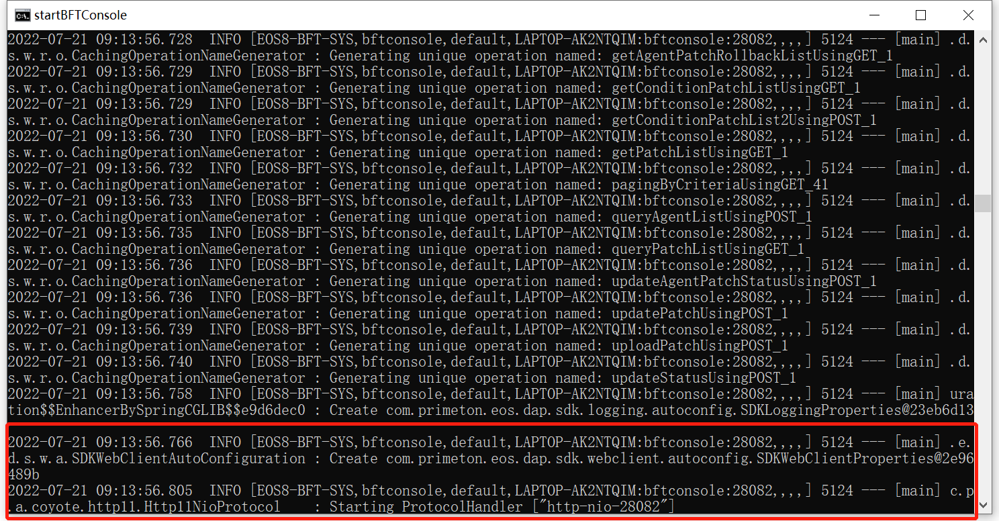 startBFTConsole
2022-07-21 09:13:56.728  INFO [EOS8-BFT-SYS,bftconsole,default,LAPTOP-AK2NTQIM:bftconsole:28082,,,,] 5124 --- [main] .d.
s.w.r.o.CachingOperationNameGenerator : Generating unique operation named: getAgentPatchRollbackListUsingGET_1
2022-07-21 09:13:56.729  INFO [EOS8-BFT-SYS,bftconsole,default,LAPTOP-AK2NTQIM:bftconsole:28082,,,,] 5124 --- [main] .d.
s.w.r.o.CachingOperationNameGenerator : Generating unique operation named: getConditionPatchListUsingGET_1
2022-07-21 09:13:56.729  INFO [EOS8-BFT-SYS,bftconsole,default,LAPTOP-AK2NTQIM:bftconsole:28082,,,,] 5124 --- [main] .d.
s.w.r.o.CachingOperationNameGenerator : Generating unique operation named: getConditionPatchList2UsingPOST_1
2022-07-21 09:13:56.730  INFO [EOS8-BFT-SYS,bftconsole,default,LAPTOP-AK2NTQIM:bftconsole:28082,,,,] 5124 --- [main] .d.
s.w.r.o.CachingOperationNameGenerator : Generating unique operation named: getPatchListUsingGET_1
2022-07-21 09:13:56.732  INFO [EOS8-BFT-SYS,bftconsole,default,LAPTOP-AK2NTQIM:bftconsole:28082,,,,] 5124 --- [main] .d.
s.w.r.o.CachingOperationNameGenerator : Generating unique operation named: pagingByCriteriaUsingGET_41
2022-07-21 09:13:56.733  INFO [EOS8-BFT-SYS,bftconsole,default,LAPTOP-AK2NTQIM:bftconsole:28082,,,,] 5124 --- [main] .d.
s.w.r.o.CachingOperationNameGenerator : Generating unique operation named: queryAgentListUsingPOST_1
2022-07-21 09:13:56.735  INFO [EOS8-BFT-SYS,bftconsole,default,LAPTOP-AK2NTQIM:bftconsole:28082,,,,] 5124 --- [main] .d.
s.w.r.o.CachingOperationNameGenerator : Generating unique operation named: queryPatchListUsingGET_1
2022-07-21 09:13:56.736  INFO [EOS8-BFT-SYS,bftconsole,default,LAPTOP-AK2NTQIM:bftconsole:28082,,,,] 5124 --- [main] .d.
s.w.r.o.CachingOperationNameGenerator : Generating unique operation named: updateAgentPatchStatusUsingPOST_1
2022-07-21 09:13:56.736  INFO [EOS8-BFT-SYS,bftconsole,default,LAPTOP-AK2NTQIM:bftconsole:28082,,,,] 5124 --- [main] .d.
s.w.r.o.CachingOperationNameGenerator : Generating unique operation named: updatePatchUsingPOST_1
2022-07-21 09:13:56.739  INFO [EOS8-BFT-SYS,bftconsole,default,LAPTOP-AK2NTQIM:bftconsole:28082,,,,] 5124 --- [main] .d.
s.w.r.o.CachingOperationNameGenerator : Generating unique operation named: uploadPatchUsingPOST_1
2022-07-21 09:13:56.740  INFO [EOS8-BFT-SYS,bftconsole,default,LAPTOP-AK2NTQIM:bftconsole:28082,,,,] 5124 --- [main] .d.
s.w.r.o.CachingOperationNameGenerator : Generating unique operation named: updateStatusUsingPOST_1
2022-07-21 09:13:56.758  INFO [EOS8-BFT-SYS,bftconsole,default,LAPTOP-AK2NTQIM:bftconsole:28082,,,,] 5124 --- [main] ura
tion$$EnhancerBySpringCGLIB$$e9d6dec0 : Create com.primeton.eos.dap.sdk.logging.autoconfig.SDKLoggingProperties@23eb6d13
2022-07-21 09:13:56.766  INFO [EOS8-BFT-SYS,bftconsole,default,LAPTOP-AK2NTQIM:bftconsole:28082,,,,] 5124 --- [main] .e.
d.s.w.a.SDKWebClientAutoConfiguration : Create com.primeton.eos.dap.sdk.webclient.autoconfig.SDKWebClientProperties@2e96
489b
2022-07-21 09:13:56.805  INFO [EOS8-BFT-SYS,bftconsole,default,LAPTOP-AK2NTQIM:bftconsole:28082,,,,] 5124 --- [main] c.p
.a.coyote.http11.Http11NioProtocol    : Starting ProtocolHandler ["http-nio-28082"]